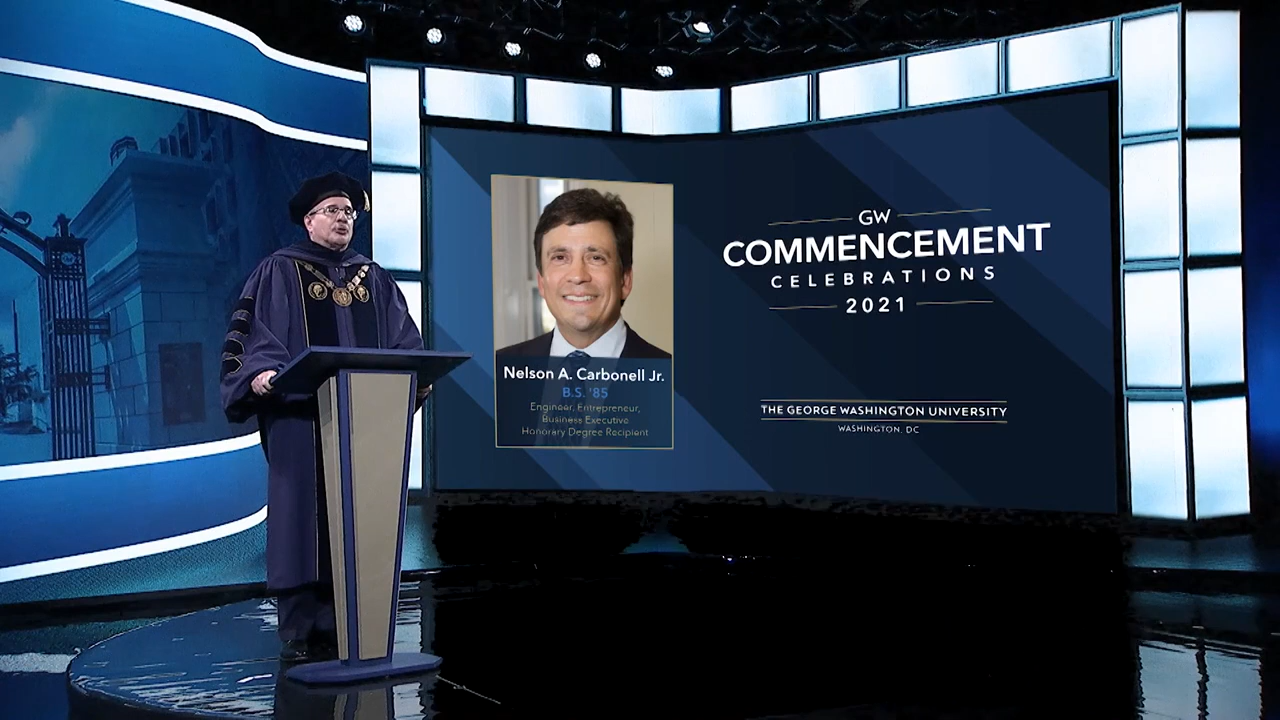 GW
COMMENCEMENT
CELEBRATIONS
2021
Nelson A. Carbonell Jr.
B.S. '85
Engineer, Entrepreneur,
Business Executive
Honorary Degree Recipient
THE GEORGE WASHINGTON UNIVERSITY
WASHINGTON, DC